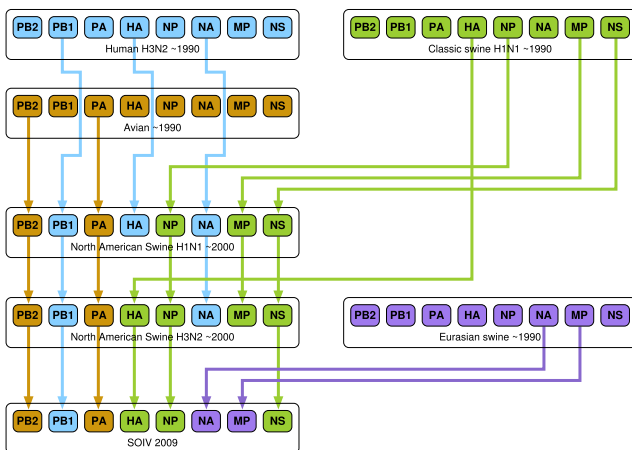 PB2 PB1 PA HA NP NA MP NS
Human H3N2 ~1990
PB2 PB1 PA HA NP NA MP NS
Classic swine H1N1 ~1990
PB2 PB1 PA HA NP NA MP NS
Avian ~1990
PB2 PB1 PA HA NP NA MP NS
North American Swine H1N1 ~2000
PB2 PB1 PA HA NP NA MP NS
North American Swine H3N2 ~2000
PB2 PB1 PA HA NP NA MP NS
Eurasian swine ~1990
PB2 PB1 PA HA NP NA MP NS
SOIV 2009